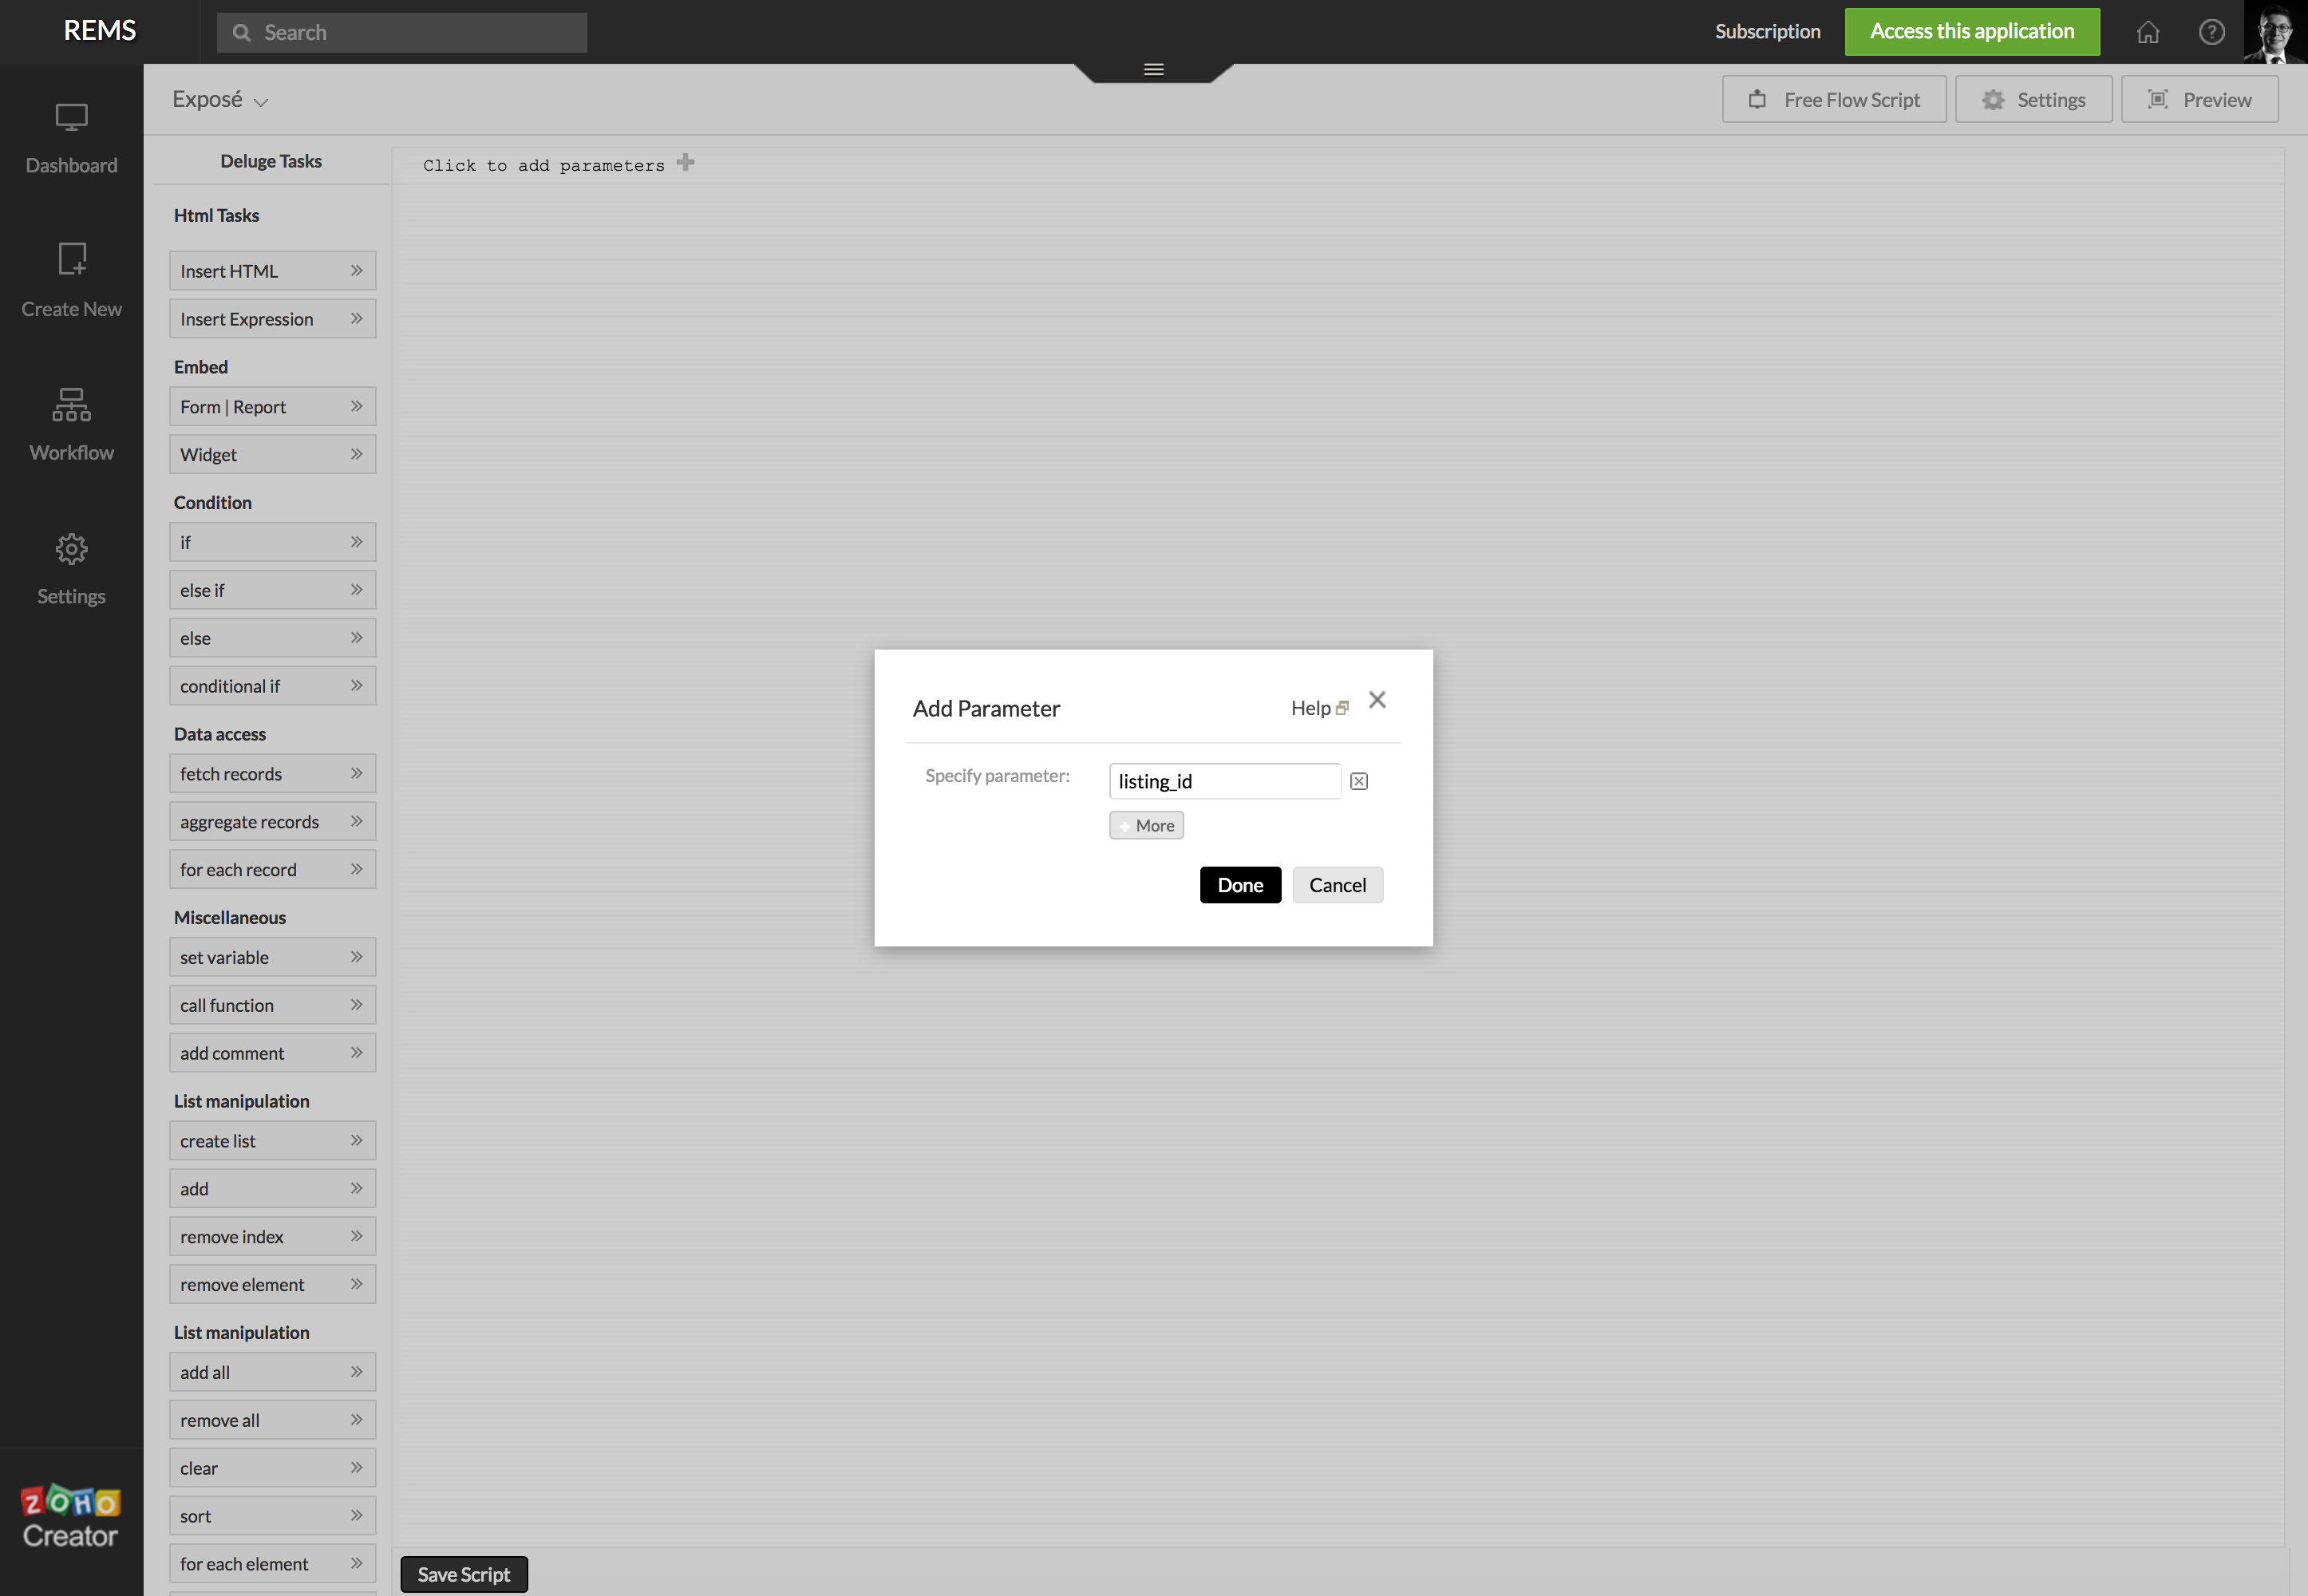 REMS
Search
Subscription
Access this application
Exposé
Free Flow Script
Settings
Preview
Dashboard
Create New
Workflow
Settings
Deluge Tasks
Html Tasks
Insert HTML
Insert Expression
Embed
Form | Report
Widget
Condition
if
else if
else
conditional if
Data access
fetch records
aggregate records
for each record
Miscellaneous
set variable
call function
add comment
List manipulation
create list
add
remove index
remove element
List manipulation
add all
remove all
clear
sort
for each element
Click to add parameters
Add Parameter
Help
Specify parameter:
listing_id
More
Done
Cancel
Save Script
ZOHO
Creator